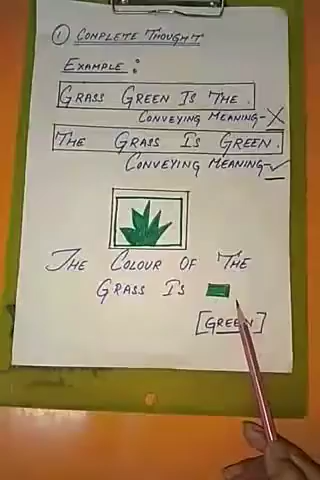 ① COMPLETE THOUGHT
EXAMPLE:
GRASS GREEN IS THE.
CONVEYING MEANING-X
THE GRASS IS GREEN.
CONVEYING MEANING-✓
THE COLOUR OF THE
GRASS IS
[GREEN]